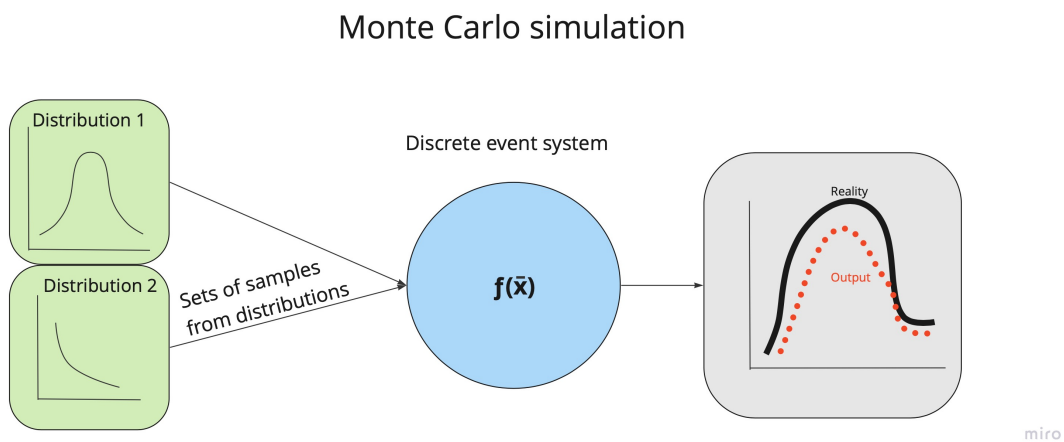 Monte Carlo simulation
Distribution 1
Discrete event system
Reality
Output
Distribution 2
Sets of samples
from distributions
ƒ(x̄)
miro